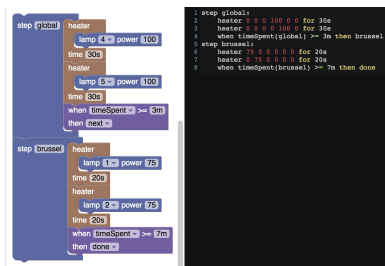 step global heater
lamp 4 power 100
time 30s
heater
lamp 5 power 100
time 30s
when timeSpent >= 3m
then next
step brussel heater
lamp 1 power 75
time 20s
heater
lamp 2 power 75
time 20s
when timeSpent >= 7m
then done
1 step global:
2 heater 0 0 0 100 0 0 for 30s
3 heater 0 0 0 0 100 0 for 30s
4 when timeSpent(global) >= 3m then brussel
5 step brussel:
6 heater 75 0 0 0 0 0 for 20s
7 heater 0 75 0 0 0 0 for 20s
8 when timeSpent(brussel) >= 7m then done